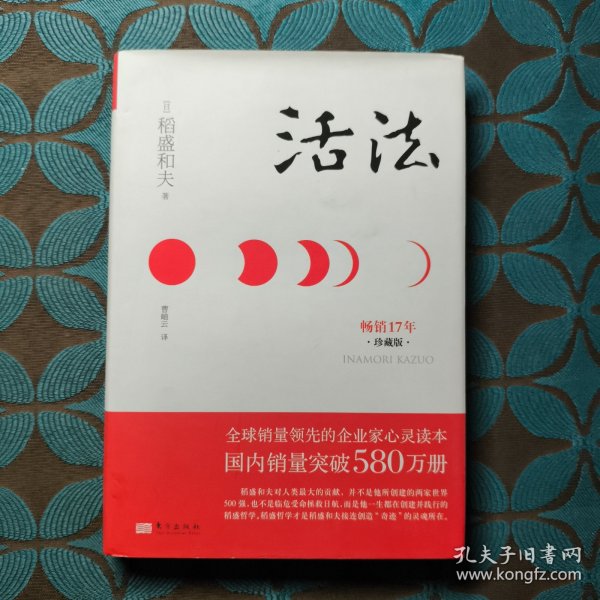 活法
[日]
稻盛和夫
著
曹岫云 译
畅销17年
·珍藏版·
INAMORI KAZUO
全球销量领先的企业家心灵读本
国内销量突破580万册
稻盛和夫对人类最大的贡献，并不是他所创建的两家世界
500强，也不是临危受命拯救日航，而是他一生都在创建并践行的
稻盛哲学。稻盛哲学才是稻盛和夫接连创造“奇迹”的灵魂所在。
東方出版社
孔夫子旧书网
www.kongfz.com